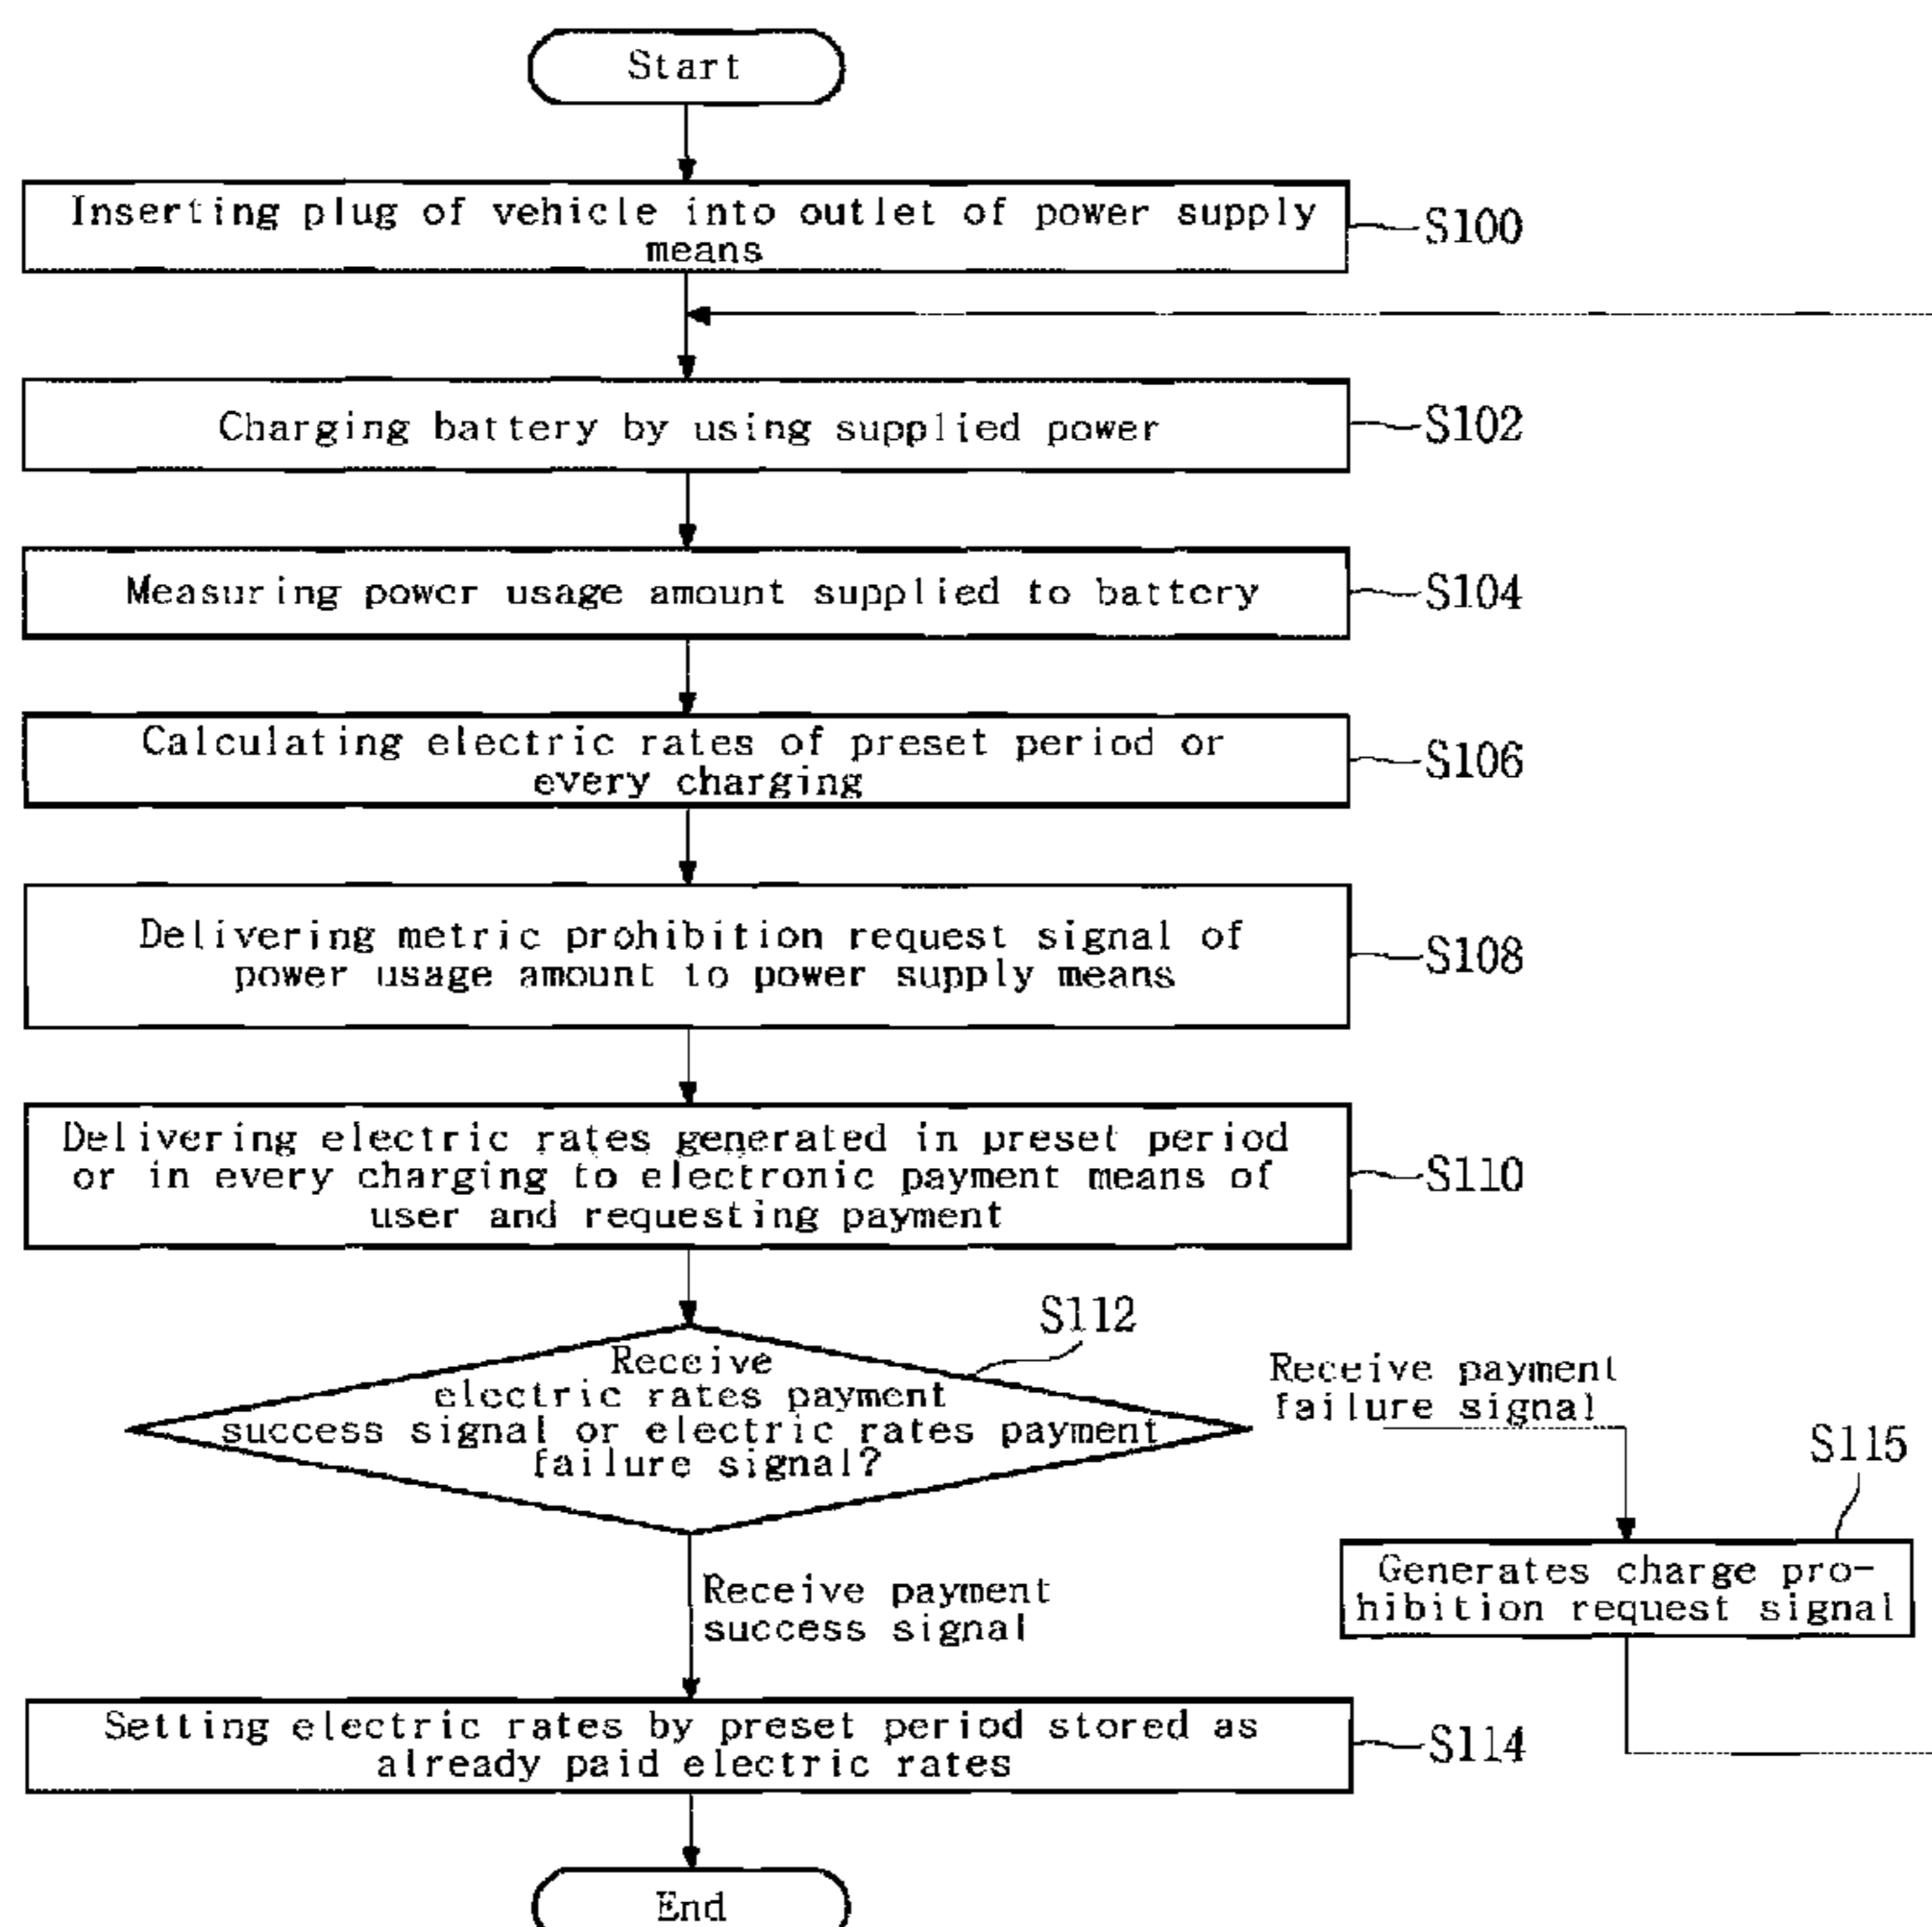 Start
Inserting plug of vehicle into outlet of power supply
means
S100
Charging battery by using supplied power
S102
Measuring power usage amount supplied to battery
S104
Calculating electric rates of preset period or
every charging
S106
Delivering metric prohibition request signal of
power usage amount to power supply means
S108
Delivering electric rates generated in preset period
or in every charging to electronic payment means of
user and requesting payment
S110
S112
Receive
electric rates payment
success signal or electric rates payment
failure signal?
Receive payment
failure signal
S115
Generates charge pro-
hibition request signal
Receive payment
success signal
Setting electric rates by preset period stored as
already paid electric rates
S114
End